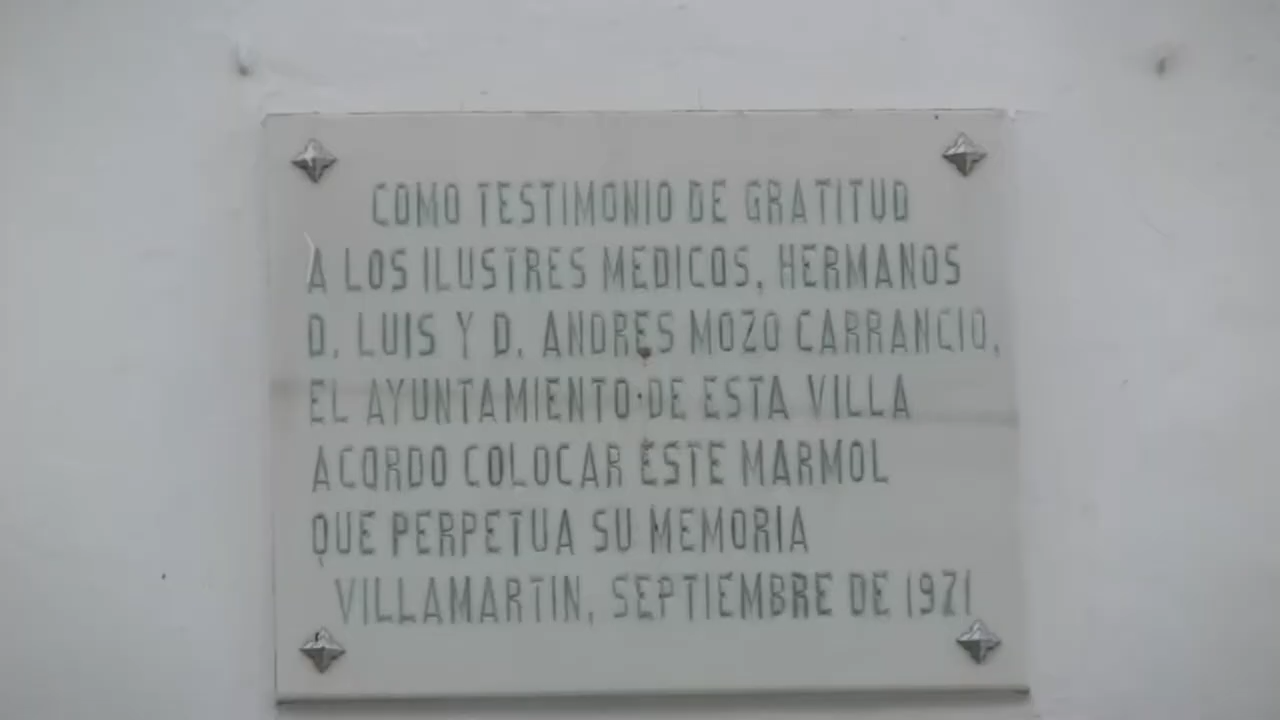 COMO TESTIMONIO DE GRATITUD
A LOS ILUSTRES MEDICOS, HERMANOS
D. LUIS Y D. ANDRES MOZO CARRANCIO,
EL AYUNTAMIENTO DE ESTA VILLA
ACORDO COLOCAR ESTE MARMOL
QUE PERPETUA SU MEMORIA
VILLAMARTIN, SEPTIEMBRE DE 1921